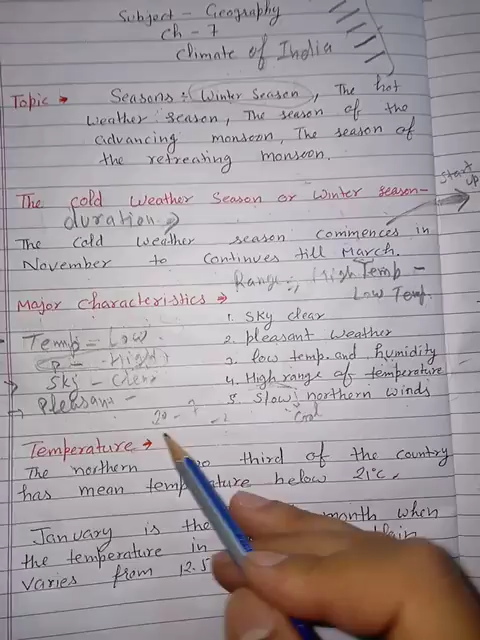 Subject - Geography
Ch - 7
Climate of India
Topic → Seasons : Winter Season, The hot
weather season, The season of the
advancing monsoon, The season of
the retreating monsoon.
Start up
The cold weather Season or Winter season-
duration →
The cold weather season commences in
November to continues till March.
Range :, High Temp -
Low Temp.
Major Characteristics →
1. sky clear
2. pleasant weather
3. low temp. and humidity
4. High range of temperature
5. Slow northern winds
Cool
Temp = Low
P - High
→ Sky - Clear
→ Pleasant -
20 -
Temperature →
The northern third of the country
has mean temperature below 21°C.
January is the month when
the temperature in
varies from 12.5